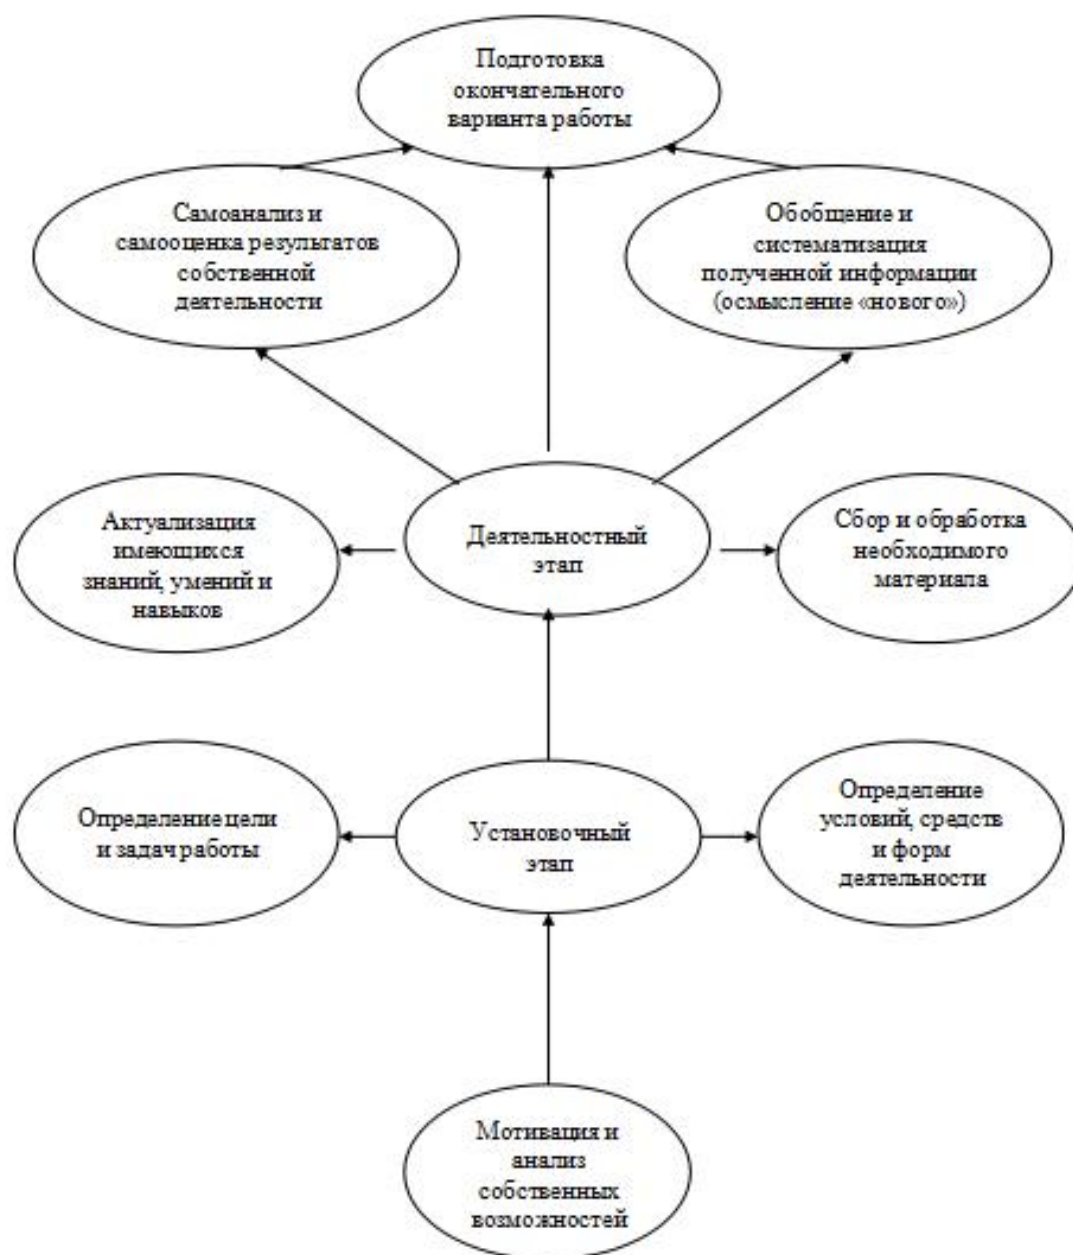 Подготовка
окончательного
варианта работы
Самоанализ и
самооценка результатов
собственной
деятельности
Обобщение и
систематизация
полученной информации
(осмысление «нового»)
Актуализация
имеющихся
знаний, умений и
навыков
Деятельностный
этап
Сбор и обработка
необходимого
материала
Определение цели
и задач работы
Установочный
этап
Определение
условий, средств
и форм
деятельности
Мотивация и
анализ
собственных
возможностей